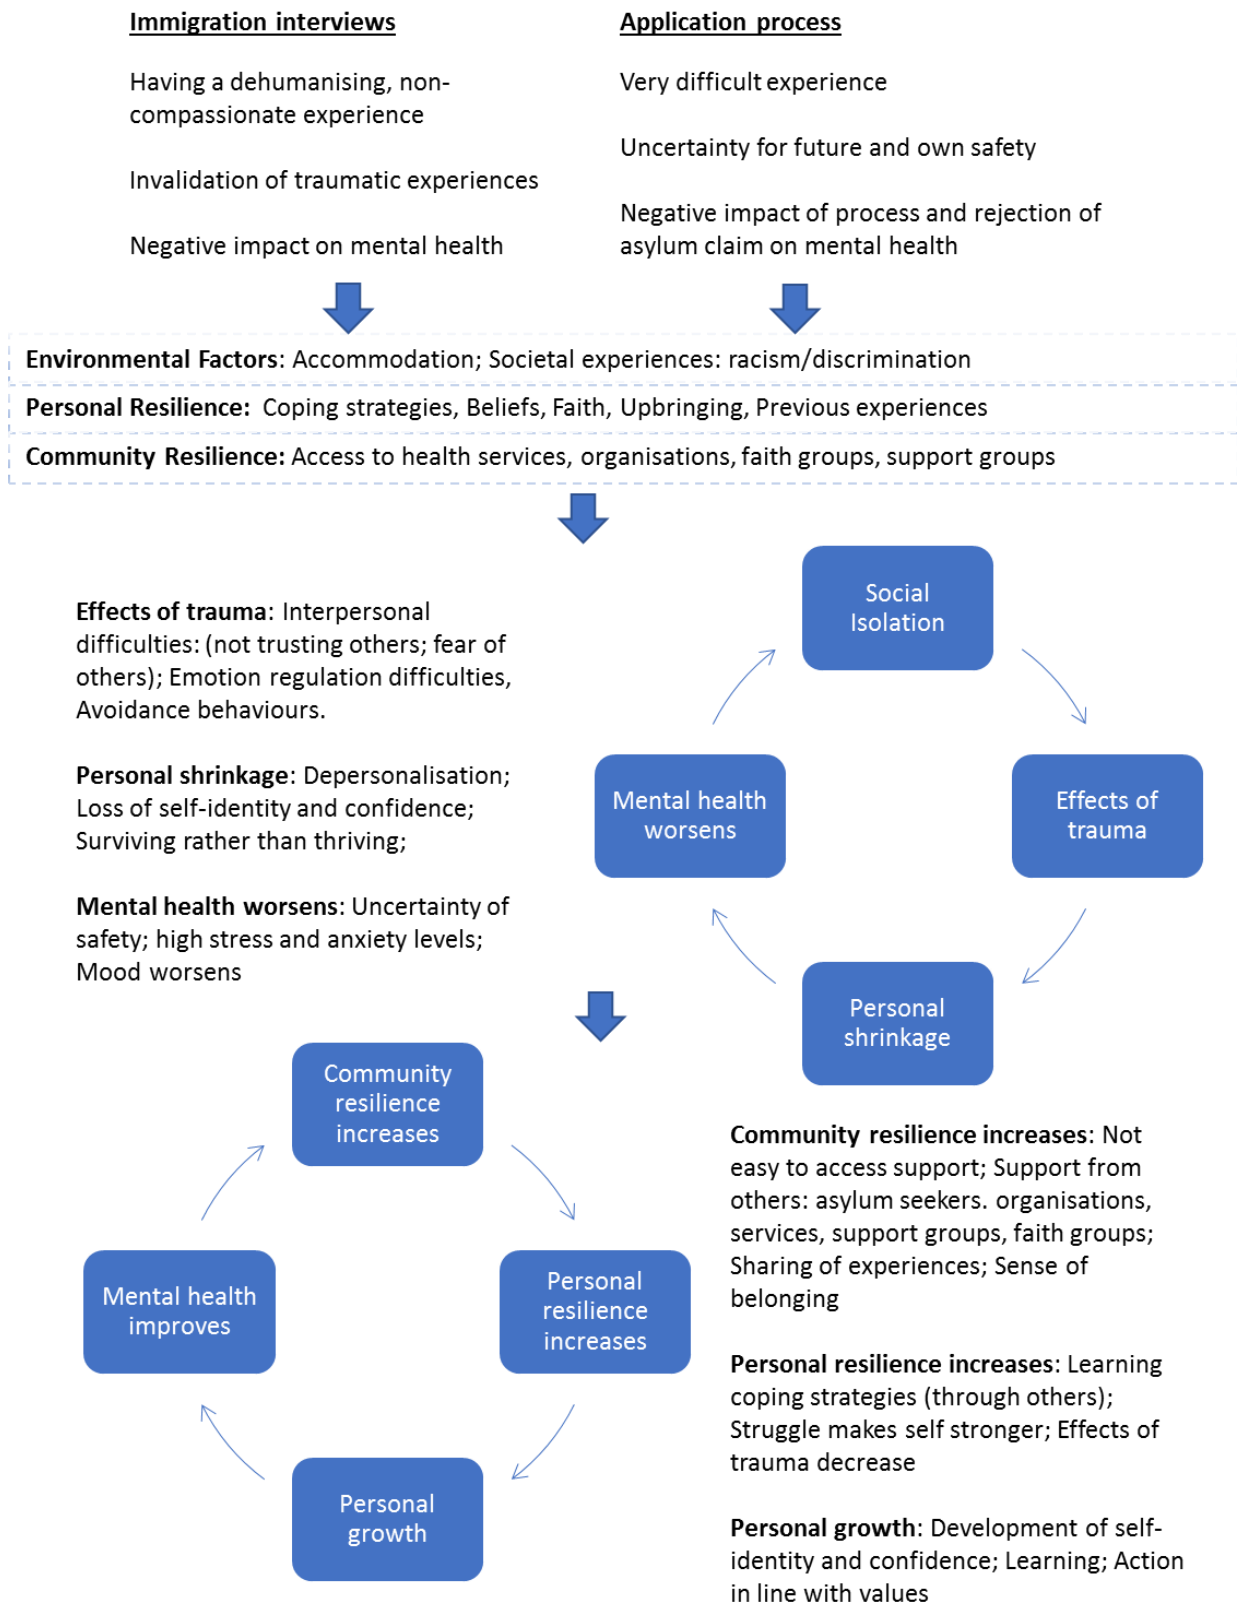 Immigration interviews
Having a dehumanising, non-
compassionate experience
Invalidation of traumatic experiences
Negative impact on mental health
Application process
Very difficult experience
Uncertainty for future and own safety
Negative impact of process and rejection of
asylum claim on mental health
Environmental Factors: Accommodation; Societal experiences: racism/discrimination
Personal Resilience: Coping strategies, Beliefs, Faith, Upbringing, Previous experiences
Community Resilience: Access to health services, organisations, faith groups, support groups
Effects of trauma: Interpersonal
difficulties: (not trusting others; fear of
others); Emotion regulation difficulties,
Avoidance behaviours.
Personal shrinkage: Depersonalisation;
Loss of self-identity and confidence;
Surviving rather than thriving;
Mental health worsens: Uncertainty of
safety; high stress and anxiety levels;
Mood worsens
Social
Isolation
Effects of
trauma
Personal
shrinkage
Mental health
worsens
Community
resilience
increases
Personal
resilience
increases
Personal
growth
Mental health
improves
Community resilience increases: Not
easy to access support; Support from
others: asylum seekers. organisations,
services, support groups, faith groups;
Sharing of experiences; Sense of
belonging
Personal resilience increases: Learning
coping strategies (through others);
Struggle makes self stronger; Effects of
trauma decrease
Personal growth: Development of self-
identity and confidence; Learning; Action
in line with values